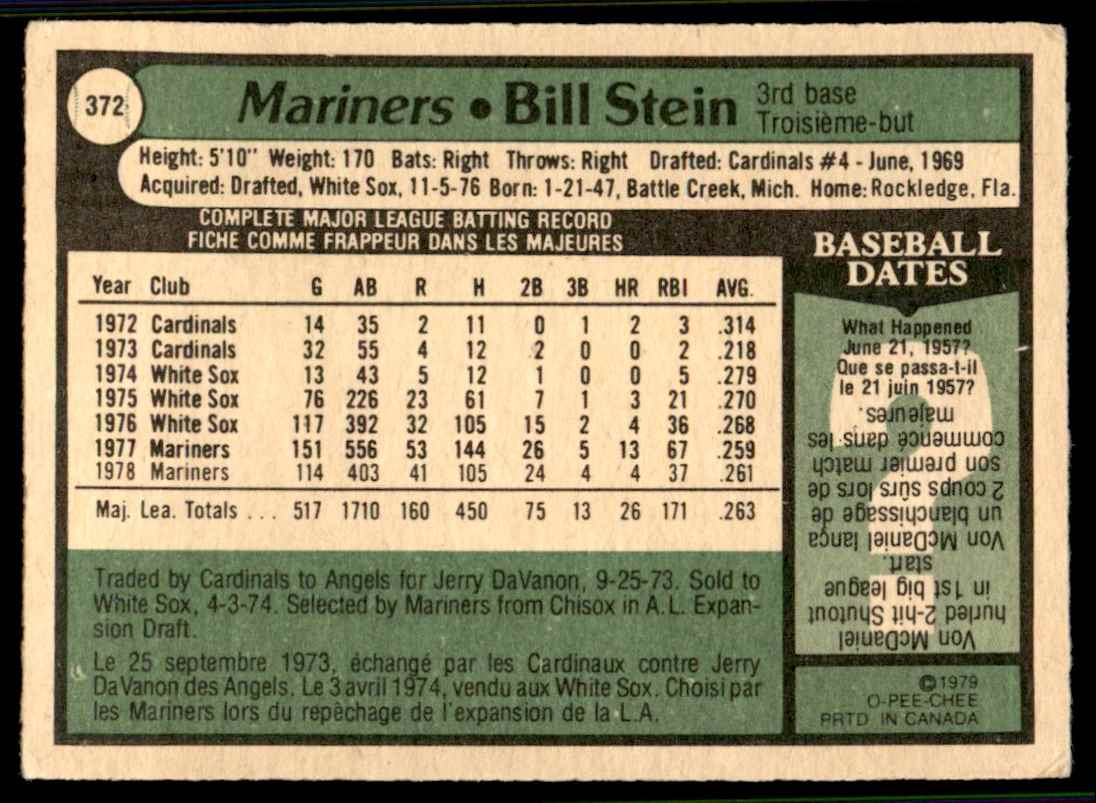 372
Mariners • Bill Stein 3rd base
Troisième-but
Height: 5'10" Weight: 170 Bats: Right Throws: Right Drafted: Cardinals #4 - June, 1969
Acquired: Drafted, White Sox, 11-5-76 Born: 1-21-47, Battle Creek, Mich. Home: Rockledge, Fla.
COMPLETE MAJOR LEAGUE BATTING RECORD
FICHE COMME FRAPPEUR DANS LES MAJEURES
Year Club G AB R H 2B 3B HR RBI AVG.
1972 Cardinals 14 35 2 11 0 1 2 3 .314
1973 Cardinals 32 55 4 12 2 0 0 2 .218
1974 White Sox 13 43 5 12 1 0 0 5 .279
1975 White Sox 76 226 23 61 7 1 3 21 .270
1976 White Sox 117 392 32 105 15 2 4 36 .268
1977 Mariners 151 556 53 144 26 5 13 67 .259
1978 Mariners 114 403 41 105 24 4 4 37 .261
Maj. Lea. Totals ... 517 1710 160 450 75 13 26 171 .263
Traded by Cardinals to Angels for Jerry DaVanon, 9-25-73. Sold to
White Sox, 4-3-74. Selected by Mariners from Chisox in A.L. Expan-
sion Draft.
Le 25 septembre 1973, échangé par les Cardinaux contre Jerry
DaVanon des Angels. Le 3 avril 1974, vendu aux White Sox. Choisi par
les Mariners lors du repêchage de l'expansion de la L.A.
BASEBALL
DATES
What Happened
June 21, 1957?
Que se passa-t-il
le 21 juin 1957?
Von McDaniel
hurled 2-hit Shutout
in 1st big league
start.
Von McDaniel lança
un blanchissage de
2 coups sûrs lors de
son premier match
commencé dans les
majeures.
©1979
O-PEE-CHEE
PRTD IN CANADA